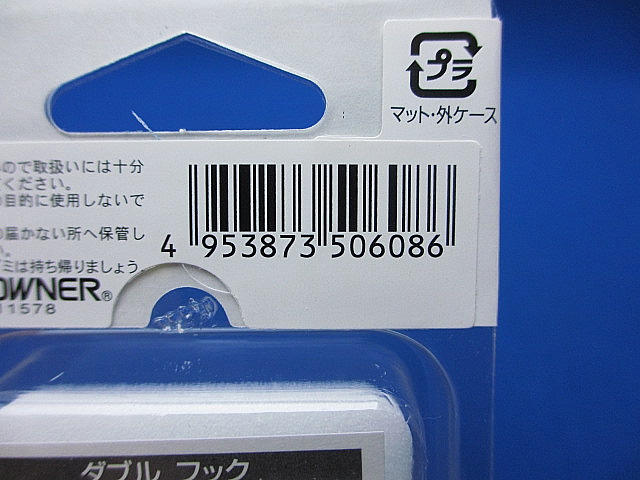 プラ
マット・外ケース
ので取扱いには十分
ください。
目的に使用しないで
届かない所へ保管し
ミは持ち帰りましょう。
4 953873 506086
OWNER®
11578
ダブル フック